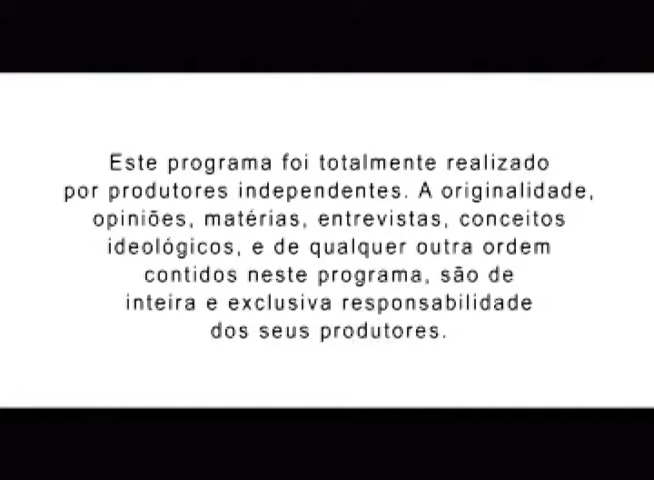 Este programa foi totalmente realizado
por produtores independentes. A originalidade,
opiniões, matérias, entrevistas, conceitos
ideológicos, e de qualquer outra ordem
contidos neste programa, são de
inteira e exclusiva responsabilidade
dos seus produtores.